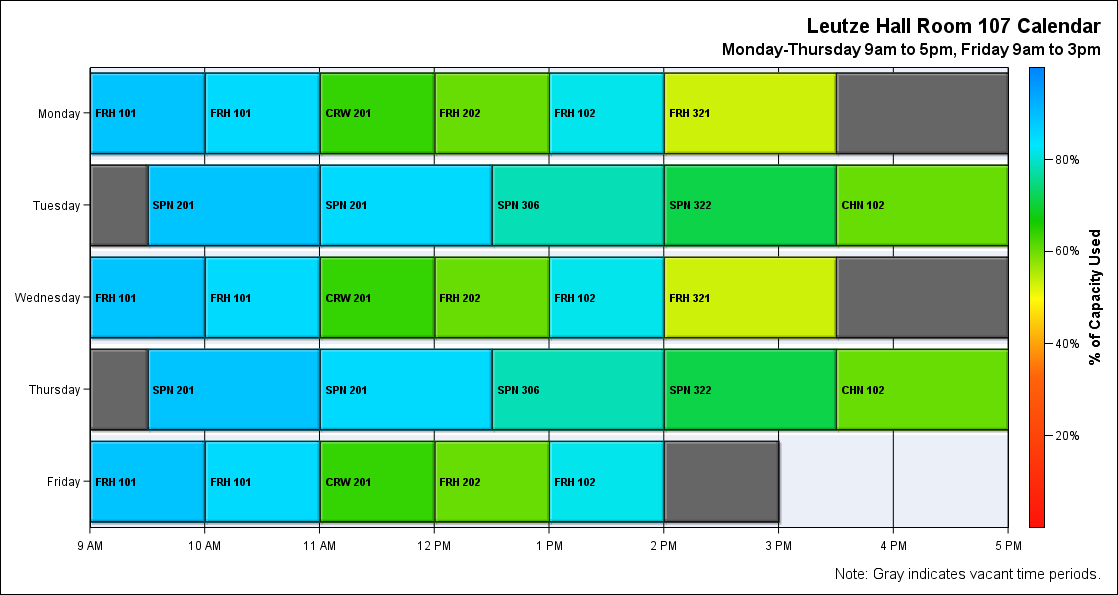 Leutze Hall Room 107 Calendar
Monday-Thursday 9am to 5pm, Friday 9am to 3pm
Monday FRH 101 FRH 101 CRW 201 FRH 202 FRH 102 FRH 321
80%
Tuesday SPN 201 SPN 201 SPN 306 SPN 322 CHN 102
60%
% of Capacity Used
Wednesday FRH 101 FRH 101 CRW 201 FRH 202 FRH 102 FRH 321
40%
Thursday SPN 201 SPN 201 SPN 306 SPN 322 CHN 102
20%
Friday FRH 101 FRH 101 CRW 201 FRH 202 FRH 102
9 AM 10 AM 11 AM 12 PM 1 PM 2 PM 3 PM 4 PM 5 PM
Note: Gray indicates vacant time periods.